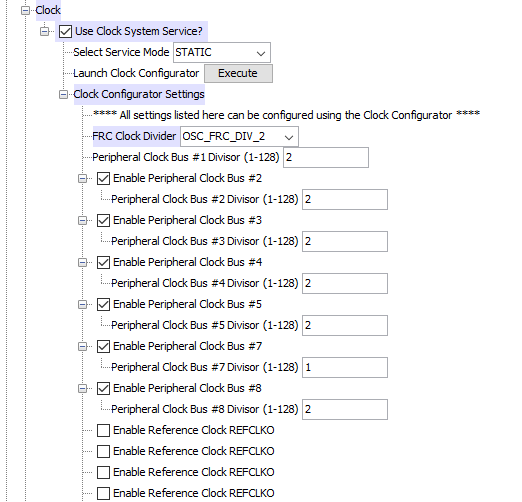 Clock
Use Clock System Service?
Select Service Mode STATIC
Launch Clock Configurator Execute
Clock Configurator Settings
**** All settings listed here can be configured using the Clock Configurator ****
FRC Clock Divider OSC_FRC_DIV_2
Peripheral Clock Bus #1 Divisor (1-128) 2
Enable Peripheral Clock Bus #2
Peripheral Clock Bus #2 Divisor (1-128) 2
Enable Peripheral Clock Bus #3
Peripheral Clock Bus #3 Divisor (1-128) 2
Enable Peripheral Clock Bus #4
Peripheral Clock Bus #4 Divisor (1-128) 2
Enable Peripheral Clock Bus #5
Peripheral Clock Bus #5 Divisor (1-128) 2
Enable Peripheral Clock Bus #7
Peripheral Clock Bus #7 Divisor (1-128) 1
Enable Peripheral Clock Bus #8
Peripheral Clock Bus #8 Divisor (1-128) 2
Enable Reference Clock REFCLKO
Enable Reference Clock REFCLKO
Enable Reference Clock REFCLKO
Enable Reference Clock REFCLKO